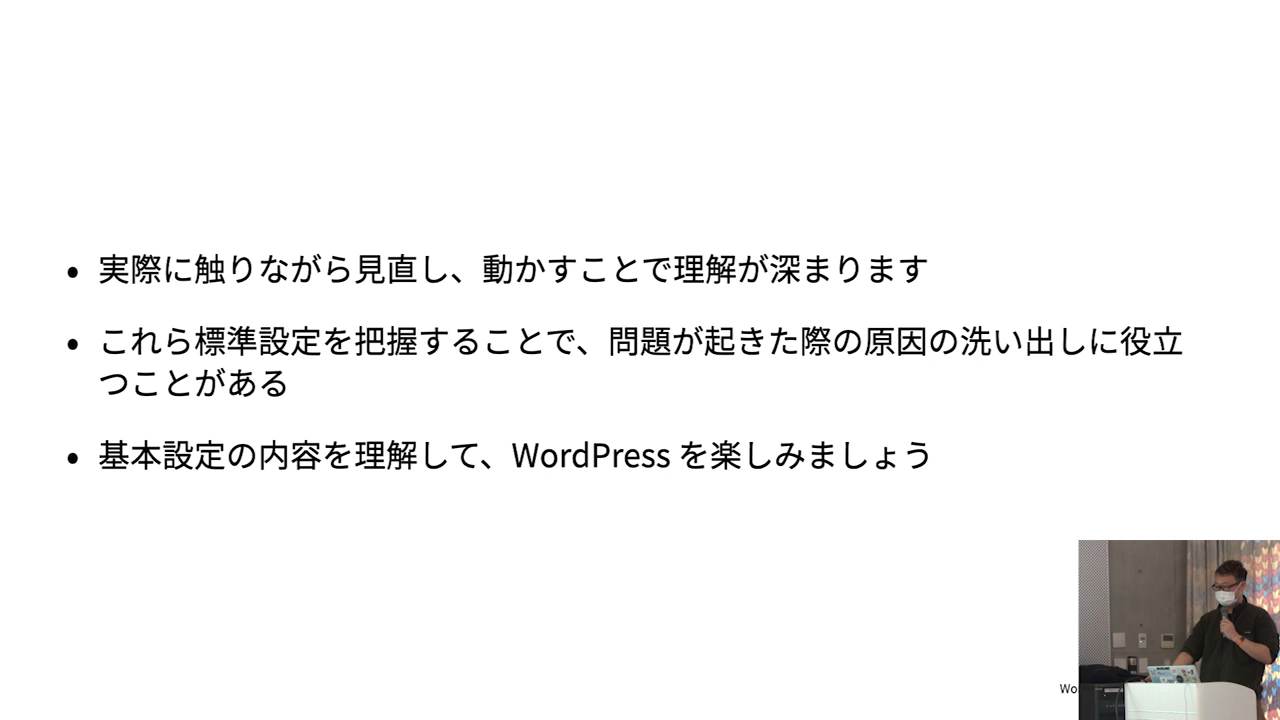 • 実際に触りながら見直し、動かすことで理解が深まります
• これら標準設定を把握することで、問題が起きた際の原因の洗い出しに役立
つことがある
• 基本設定の内容を理解して、WordPress を楽しみましょう